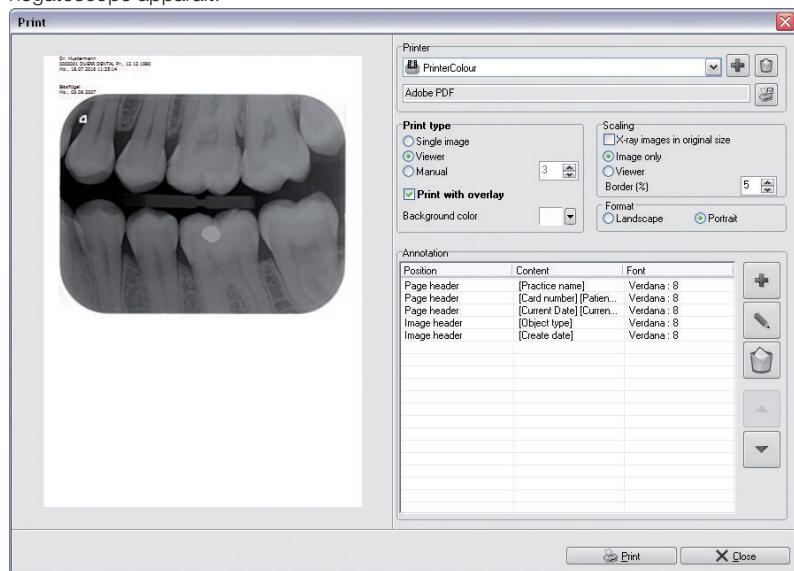 négatoscope apparaît.
Print
Dr. Mustermann
0000001 DUERR DENTAL Fr., 12.12.1980
Mo., 18.07.2016 11:25:14
Bissflügel
Mo., 03.09.2007
Printer
PrinterColour
Adobe PDF
Print type
Single image
Viewer
Manual
3
Print with overlay
Background color
Scaling
X-ray images in original size
Image only
Viewer
Border (%)
5
Format
Landscape
Portrait
Annotation
Position Content Font
Page header [Practice name] Verdana : 8
Page header [Card number] [Patien... Verdana : 8
Page header [Current Date] [Curren... Verdana : 8
Image header [Object type] Verdana : 8
Image header [Create date] Verdana : 8
Print
Close